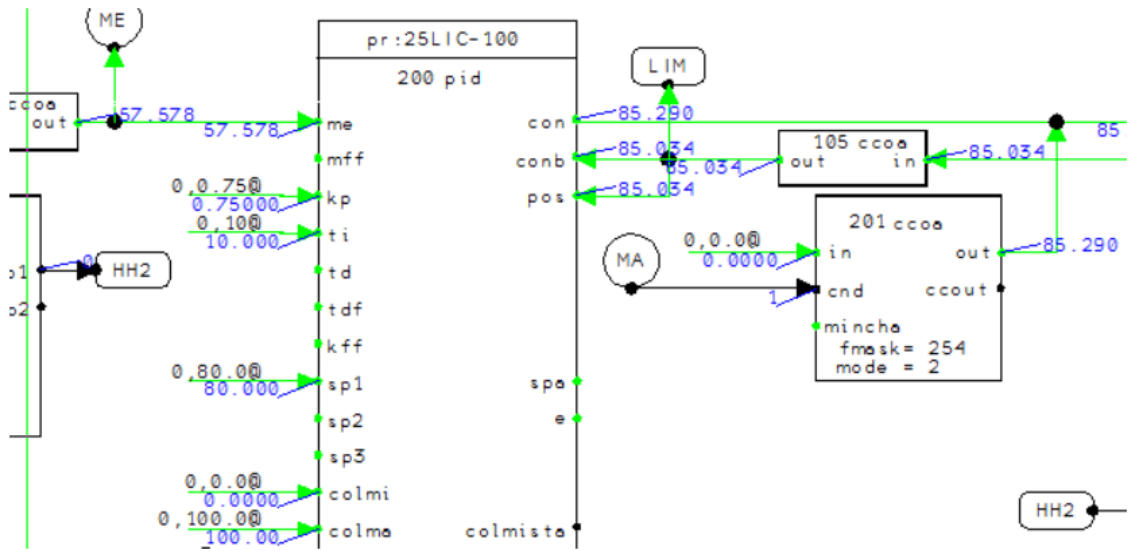 ME
pr:25LIC-100
200 pid
LIM
ccoa
out
57.578
57.578
me
con
85.290
85.
105 ccoa
mff
conb
85.034
85.034
out
in
85.034
0,0.75@
0.75000
kp
pos
85.034
201 ccoa
0,10@
10.000
ti
0,0.0@
0.0000
in
out
85.290
p1
0
HH2
td
MA
1
cnd
ccout
p2
tdf
mincha
kff
fmask= 254
mode = 2
0,80.0@
80.000
sp1
spa
sp2
e
sp3
0,0.0@
0.0000
colmi
HH2
0,100.0@
100.00
colma
colmista